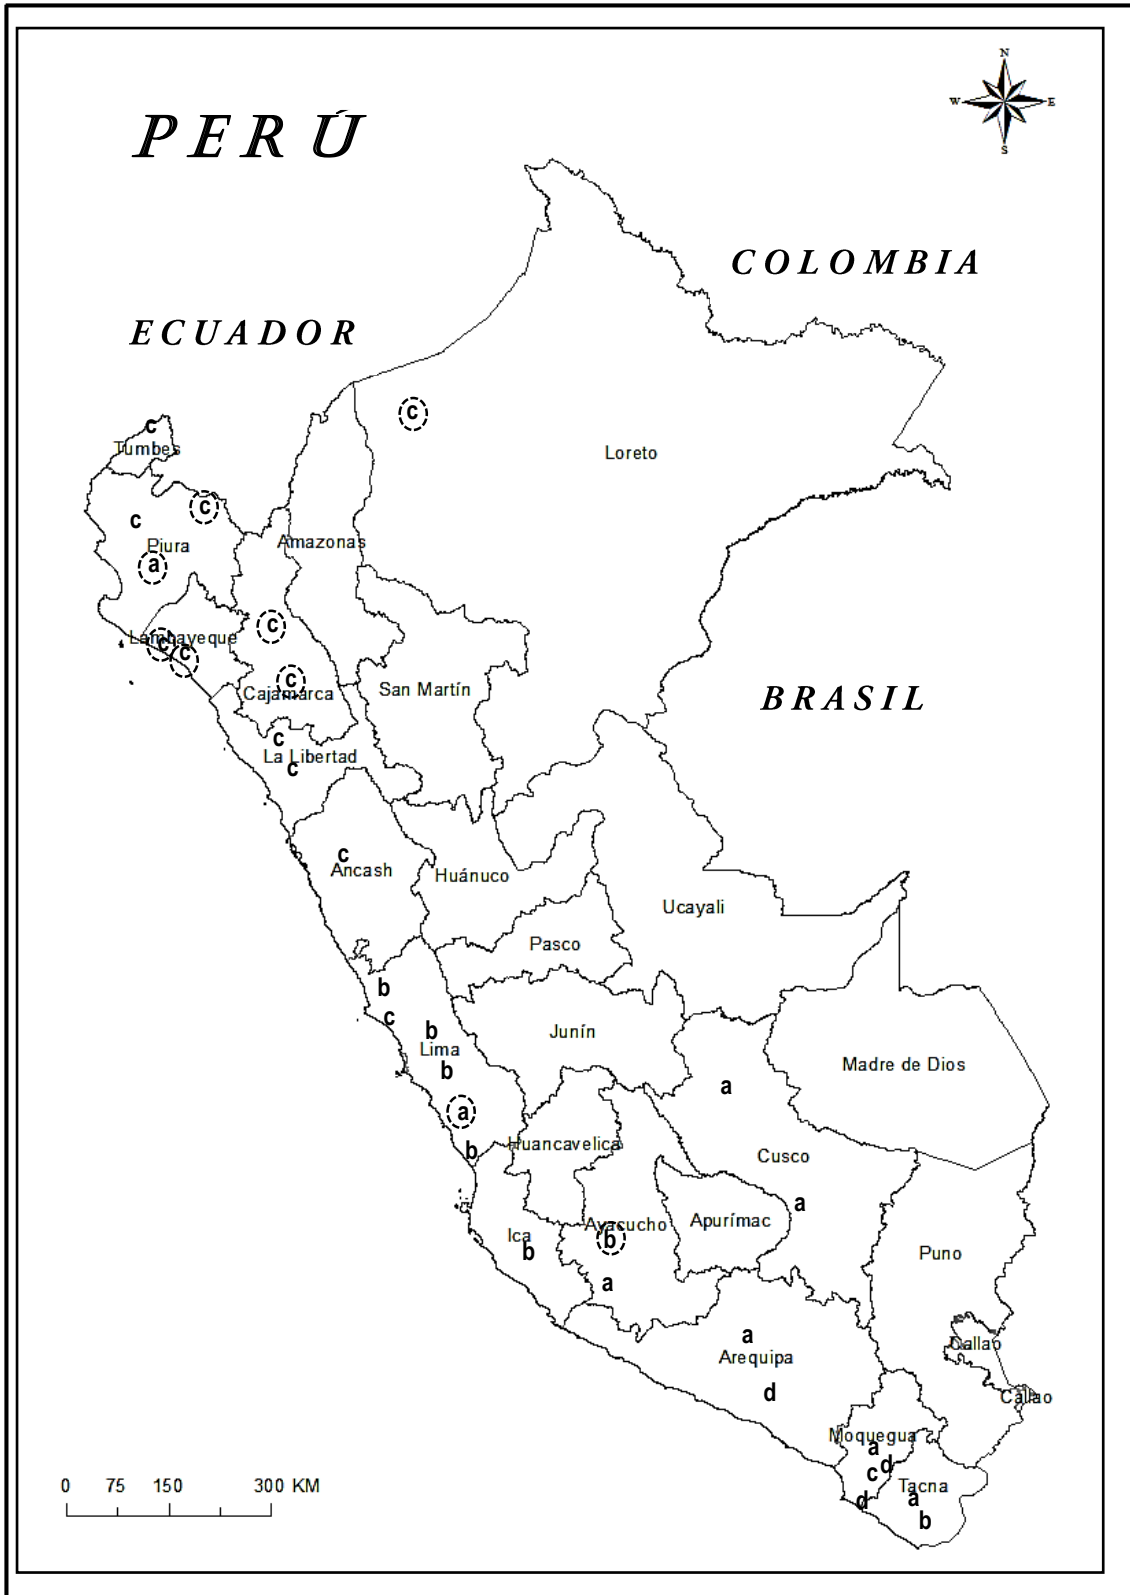 N
W E
S
PERÚ
COLOMBIA
ECUADOR
c
c
Loreto
Tumbes
c
c
Piura
Amazonas
a
c
Lambayeque
c
c
c
Cajamarca
San Martín
BRASIL
c
La Libertad
c
c
Ancash
Huánuco
Ucayali
Pasco
b
c
b
Junín
Lima
b
Madre de Dios
a
a
b
Huancavelica
Cusco
a
Ayacucho
Apurímac
Ica
b
b
Puno
a
a
Arequipa
Callao
d
Callao
Moquegua
a
d
c
Tacna
d
a
b
0 75 150 300 KM